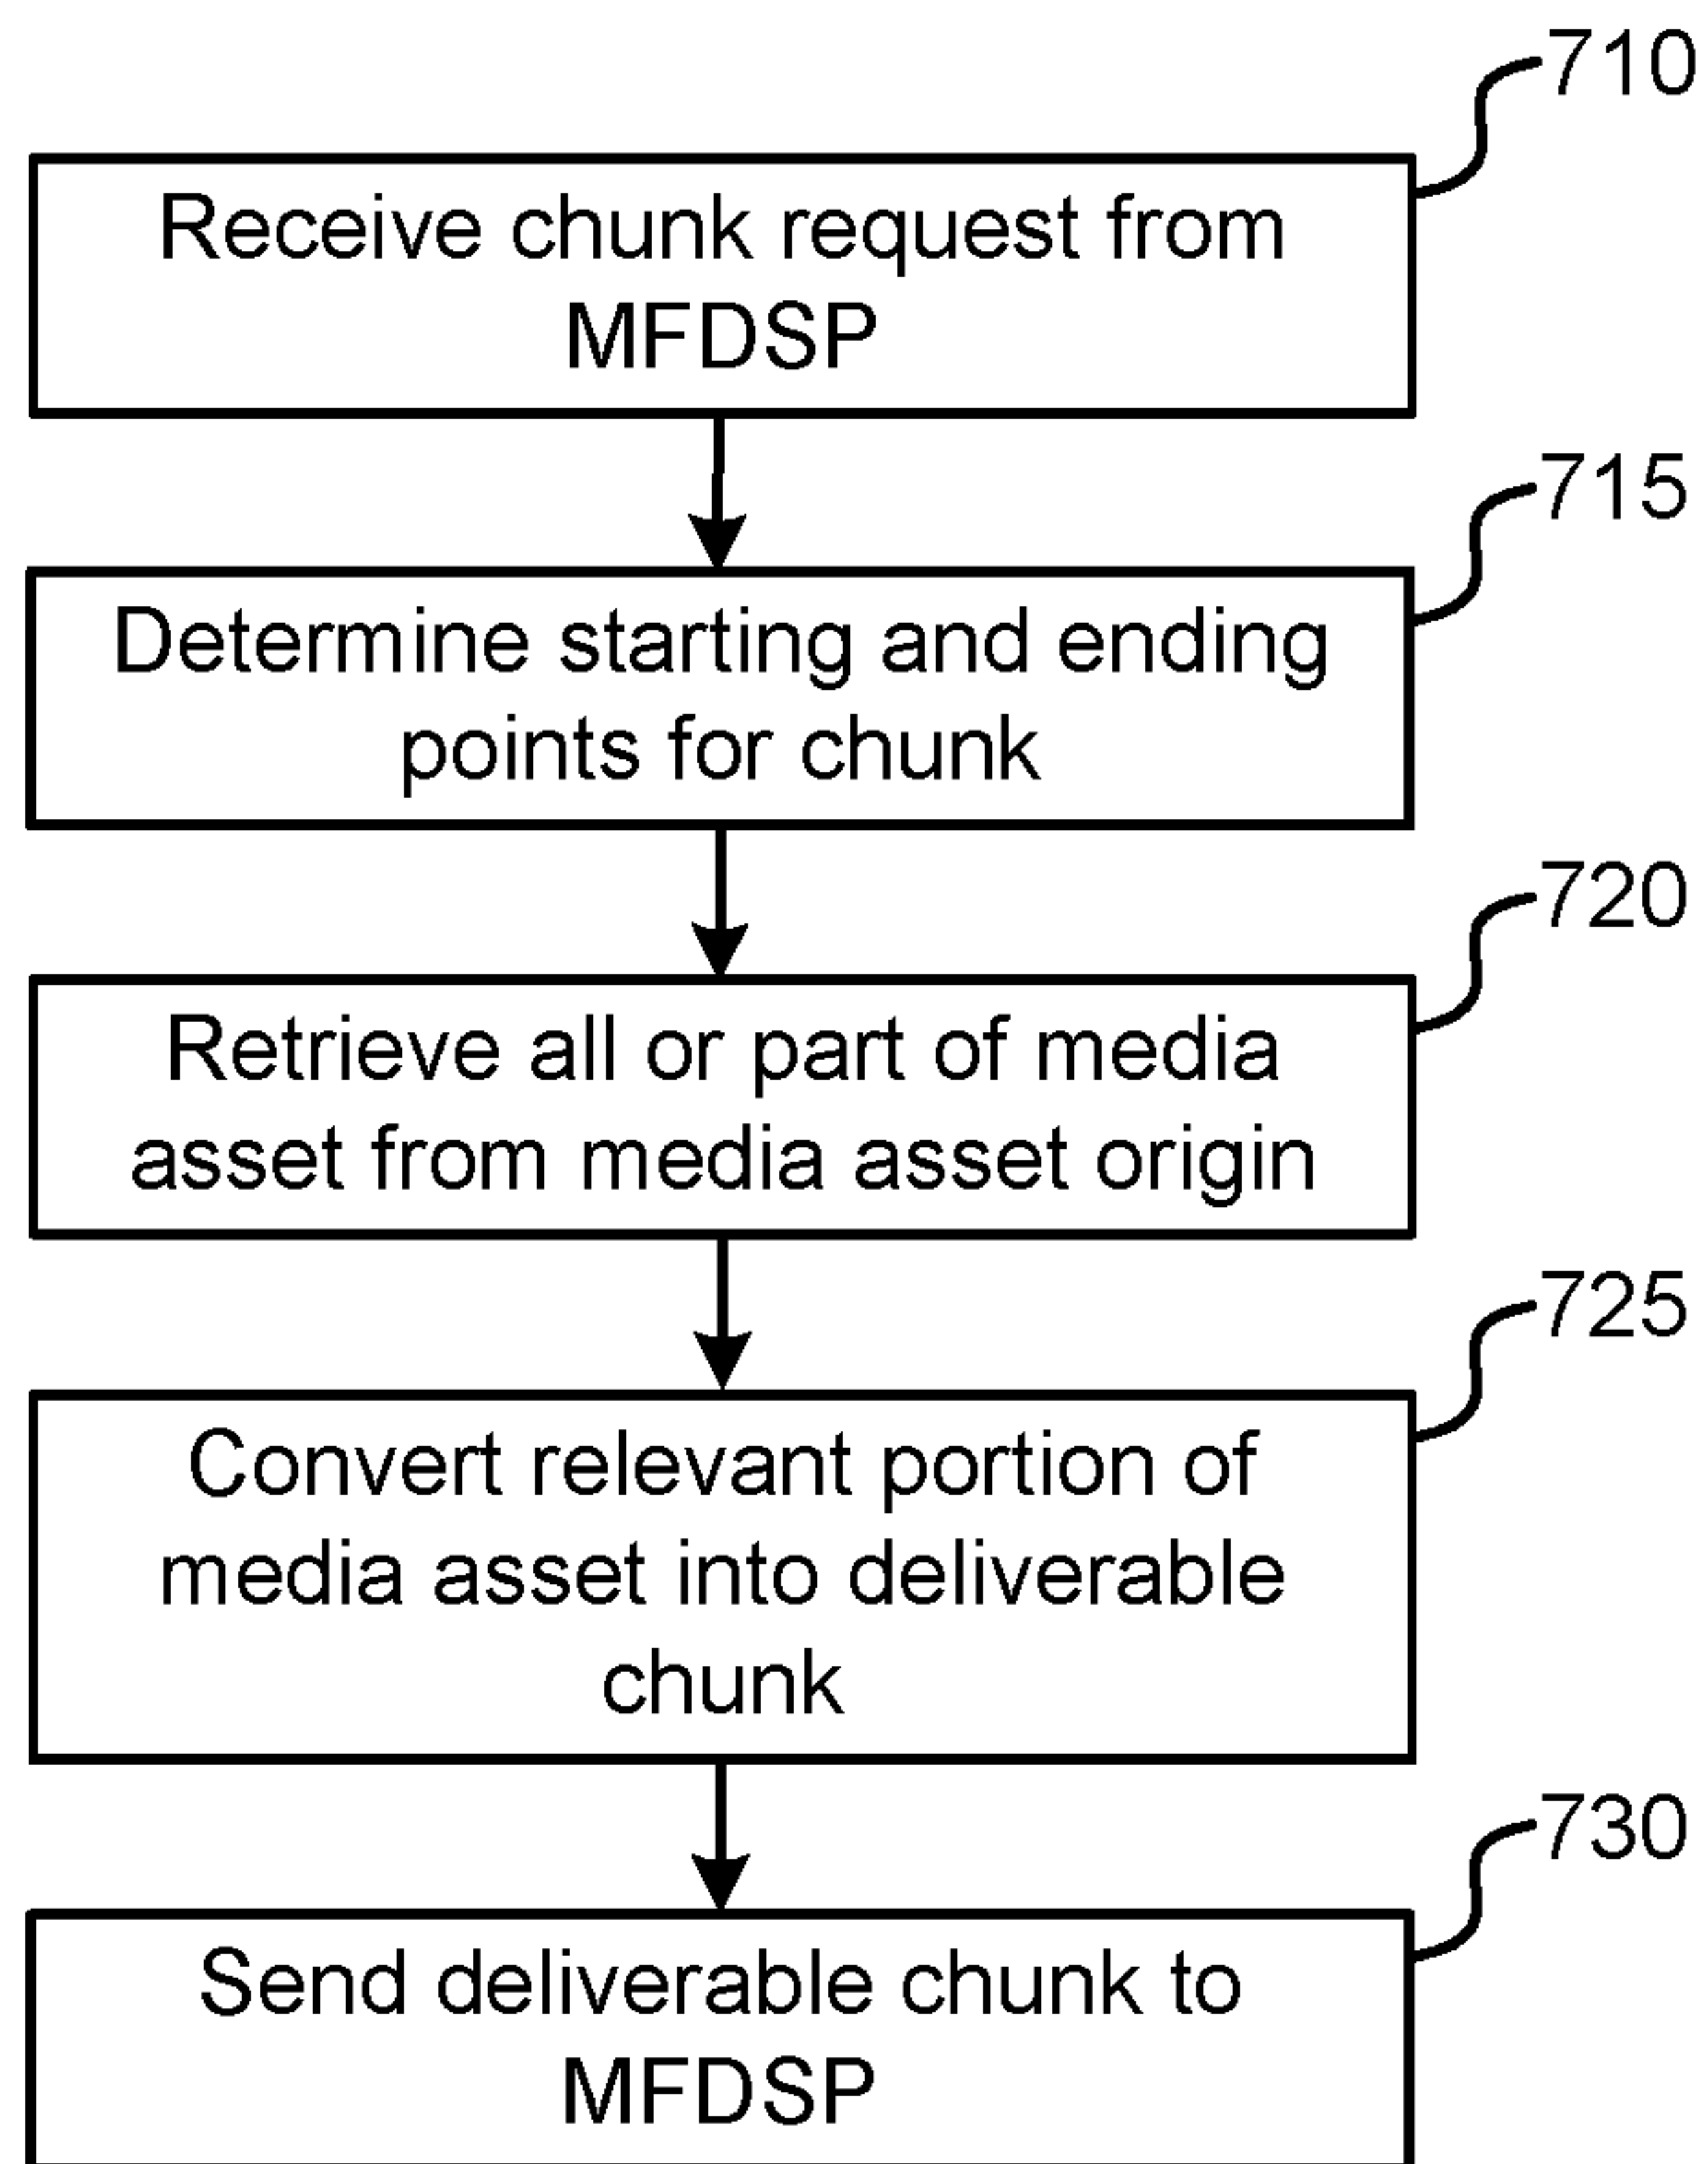 710
Receive chunk request from
MFDSP
715
Determine starting and ending
points for chunk
720
Retrieve all or part of media
asset from media asset origin
725
Convert relevant portion of
media asset into deliverable
chunk
730
Send deliverable chunk to
MFDSP